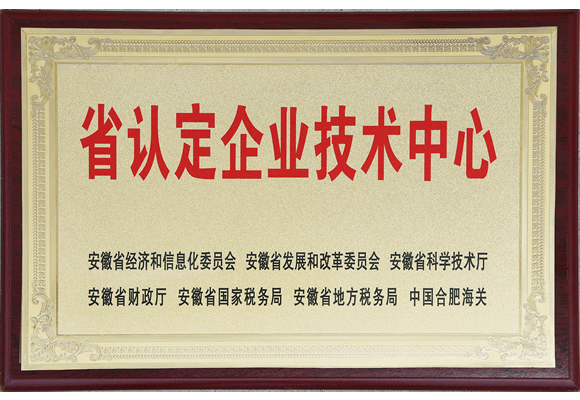 省认定企业技术中心
安徽省经济和信息化委员会 安徽省发展和改革委员会 安徽省科学技术厅
安徽省财政厅 安徽省国家税务局 安徽省地方税务局 中国合肥海关